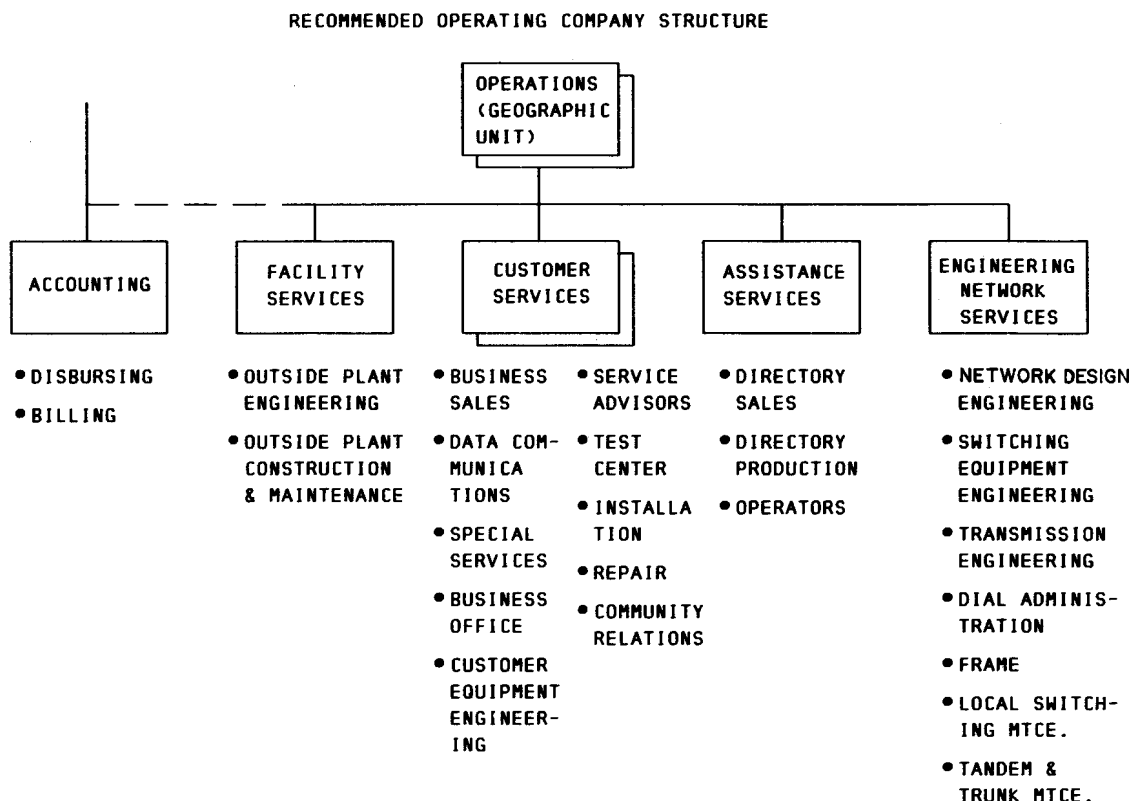 RECOMMENDED OPERATING COMPANY STRUCTURE
OPERATIONS
(GEOGRAPHIC
UNIT)
ACCOUNTING
FACILITY
SERVICES
CUSTOMER
SERVICES
ASSISTANCE
SERVICES
ENGINEERING
NETWORK
SERVICES
• DISBURSING
• BILLING
• OUTSIDE PLANT
ENGINEERING
• OUTSIDE PLANT
CONSTRUCTION
& MAINTENANCE
• BUSINESS
SALES
• DATA COM-
MUNICA
TIONS
• SPECIAL
SERVICES
• BUSINESS
OFFICE
• CUSTOMER
EQUIPMENT
ENGINEER-
ING
• SERVICE
ADVISORS
• TEST
CENTER
• INSTALLA
TION
• REPAIR
• COMMUNITY
RELATIONS
• DIRECTORY
SALES
• DIRECTORY
PRODUCTION
• OPERATORS
• NETWORK DESIGN
ENGINEERING
• SWITCHING
EQUIPMENT
ENGINEERING
• TRANSMISSION
ENGINEERING
• DIAL ADMINIS-
TRATION
• FRAME
• LOCAL SWITCH-
ING MTCE.
• TANDEM &
TRUNK MTCE.